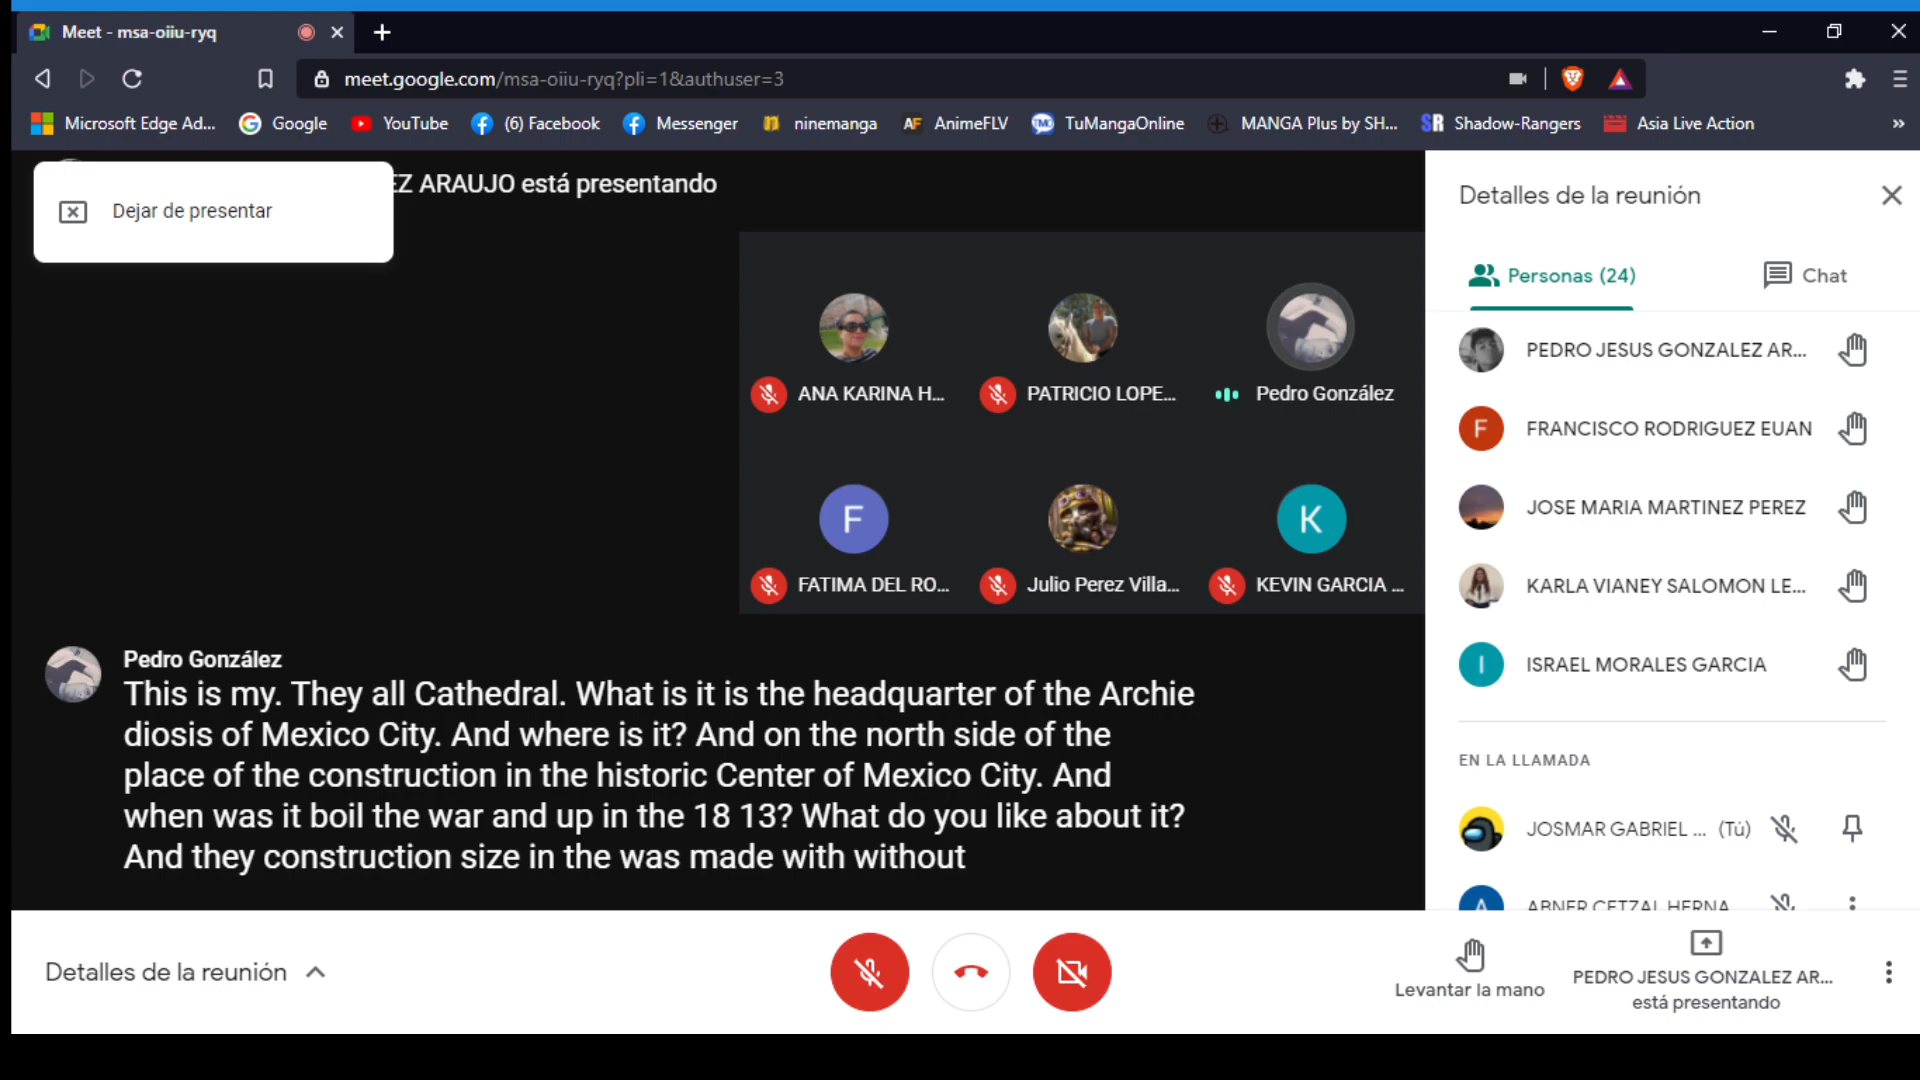 Meet - msa-oiiu-ryq
meet.google.com/msa-oiiu-ryq?pli=1&authuser=3
Microsoft Edge Ad...
Google
YouTube
(6) Facebook
Messenger
ninemanga
AF
AnimeFLV
TMO
TuMangaOnline
MANGA Plus by SH...
SR
Shadow-Rangers
Asia Live Action
»
EZ ARAUJO está presentando
Dejar de presentar
ANA KARINA H...
PATRICIO LOPE...
Pedro González
F
K
FATIMA DEL RO...
Julio Perez Villa...
KEVIN GARCIA ...
Pedro González
This is my. They all Cathedral. What is it is the headquarter of the Archie
diosis of Mexico City. And where is it? And on the north side of the
place of the construction in the historic Center of Mexico City. And
when was it boil the war and up in the 18 13? What do you like about it?
And they construction size in the was made with without
Detalles de la reunión
Personas (24)
Chat
PEDRO JESUS GONZALEZ AR...
F
FRANCISCO RODRIGUEZ EUAN
JOSE MARIA MARTINEZ PEREZ
KARLA VIANEY SALOMON LE...
I
ISRAEL MORALES GARCIA
EN LA LLAMADA
JOSMAR GABRIEL ... (Tú)
A
ABNER CETZAL HERNA
Detalles de la reunión
Levantar la mano
PEDRO JESUS GONZALEZ AR...
está presentando